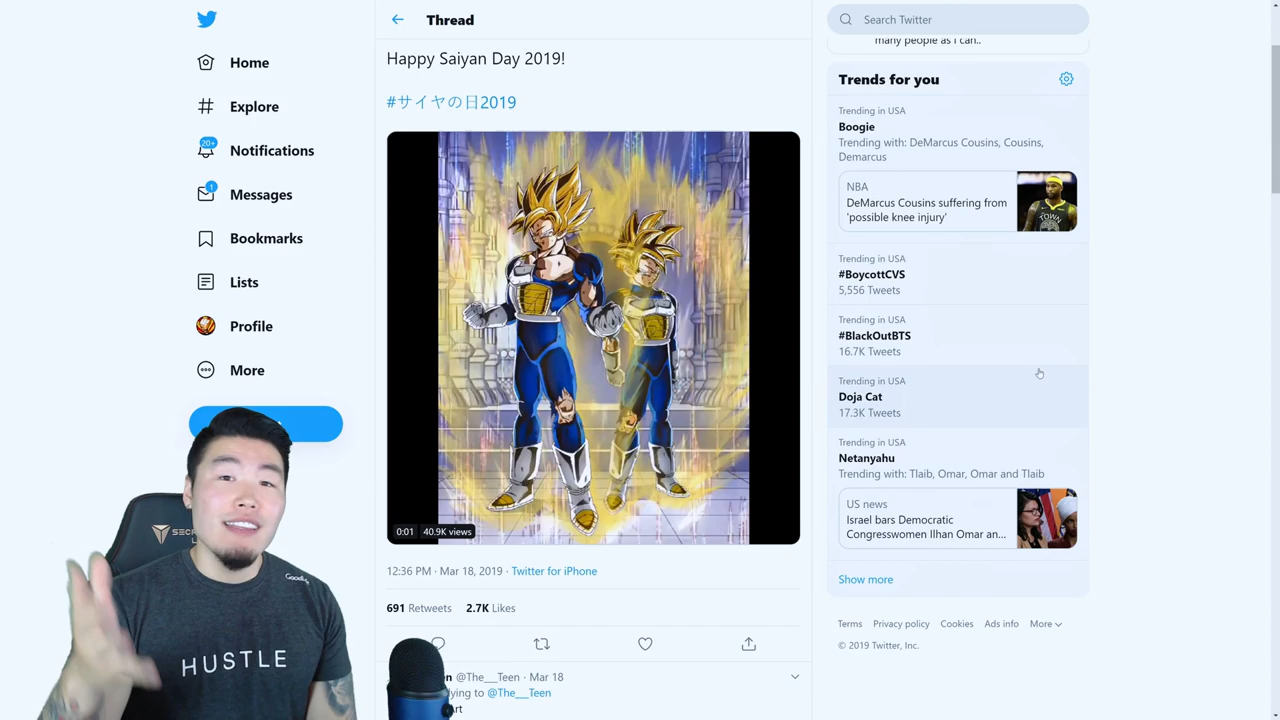 Home
Explore
20+
Notifications
1
Messages
Bookmarks
Lists
Profile
More
Thread
Happy Saiyan Day 2019!
#サイヤの日2019
0:01 40.9K views
12:36 PM · Mar 18, 2019 · Twitter for iPhone
691 Retweets 2.7K Likes
@The__Teen · Mar 18
@The__Teen
Search Twitter
many people as i can..
Trends for you
Trending in USA
Boogie
Trending with: DeMarcus Cousins, Cousins,
Demarcus
NBA
DeMarcus Cousins suffering from
'possible knee injury'
TOWN
Trending in USA
#BoycottCVS
5,556 Tweets
Trending in USA
#BlackOutBTS
16.7K Tweets
Trending in USA
Doja Cat
17.3K Tweets
Trending in USA
Netanyahu
Trending with: Tlaib, Omar, Omar and Tlaib
US news
Israel bars Democratic
Congresswomen Ilhan Omar an...
Show more
Terms Privacy policy Cookies Ads info More
© 2019 Twitter, Inc.
HUSTLE